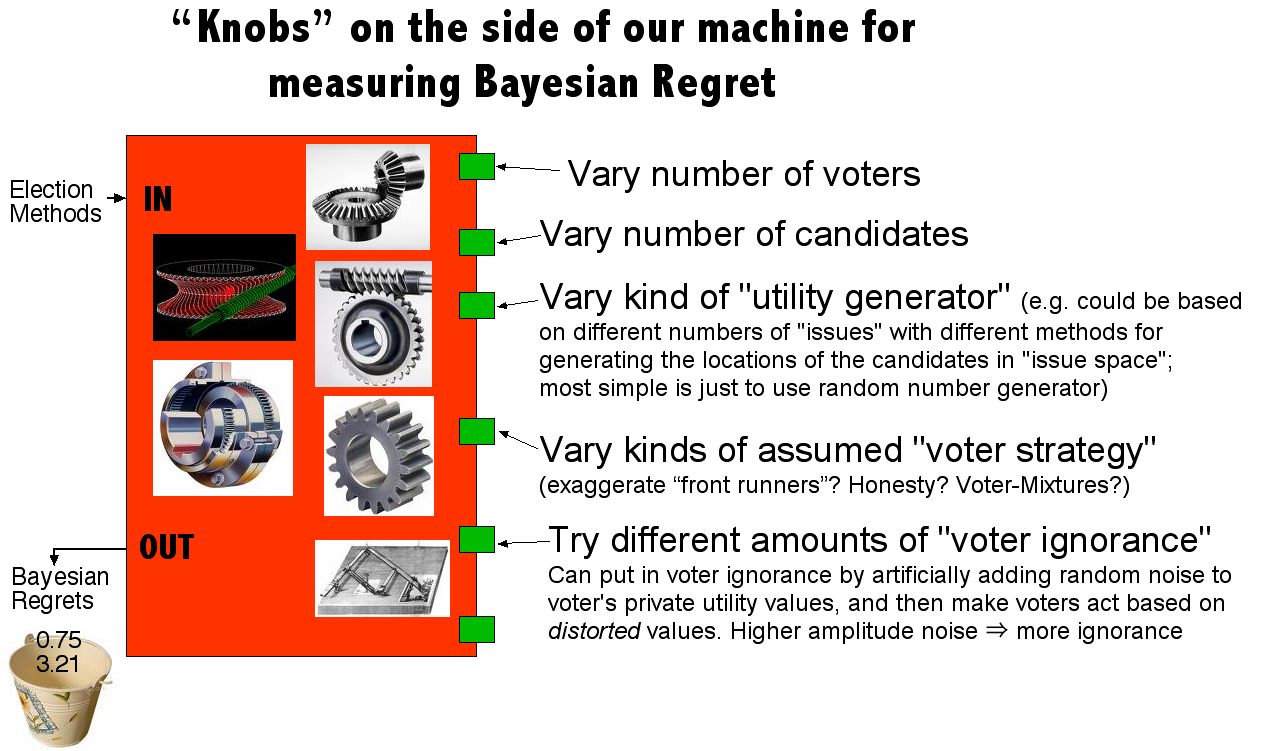 “Knobs” on the side of our machine for
measuring Bayesian Regret
Election
Methods
IN
Vary number of voters
Vary number of candidates
Vary kind of "utility generator" (e.g. could be based
on different numbers of "issues" with different methods for
generating the locations of the candidates in "issue space";
most simple is just to use random number generator)
Vary kinds of assumed "voter strategy"
(exaggerate “front runners”? Honesty? Voter-Mixtures?)
OUT
Try different amounts of "voter ignorance"
Can put in voter ignorance by artificially adding random noise to
voter's private utility values, and then make voters act based on
distorted values. Higher amplitude noise ⇒ more ignorance
Bayesian
Regrets
0.75
3.21